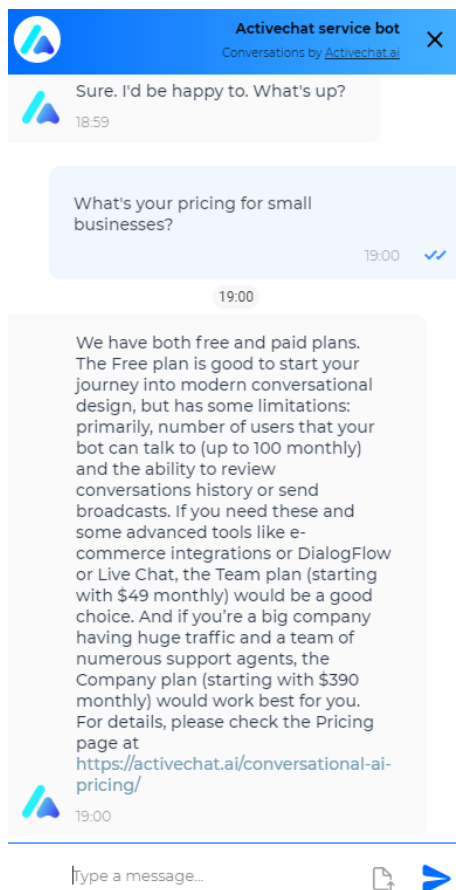 Activechat service bot
Conversations by Activechat.ai
Sure. I'd be happy to. What's up?
18:59
What's your pricing for small
businesses?
19:00
19:00
We have both free and paid plans.
The Free plan is good to start your
journey into modern conversational
design, but has some limitations:
primarily, number of users that your
bot can talk to (up to 100 monthly)
and the ability to review
conversations history or send
broadcasts. If you need these and
some advanced tools like e-
commerce integrations or DialogFlow
or Live Chat, the Team plan (starting
with $49 monthly) would be a good
choice. And if you’re a big company
having huge traffic and a team of
numerous support agents, the
Company plan (starting with $390
monthly) would work best for you.
For details, please check the Pricing
page at
https://activechat.ai/conversational-ai-
pricing/
19:00
Type a message...